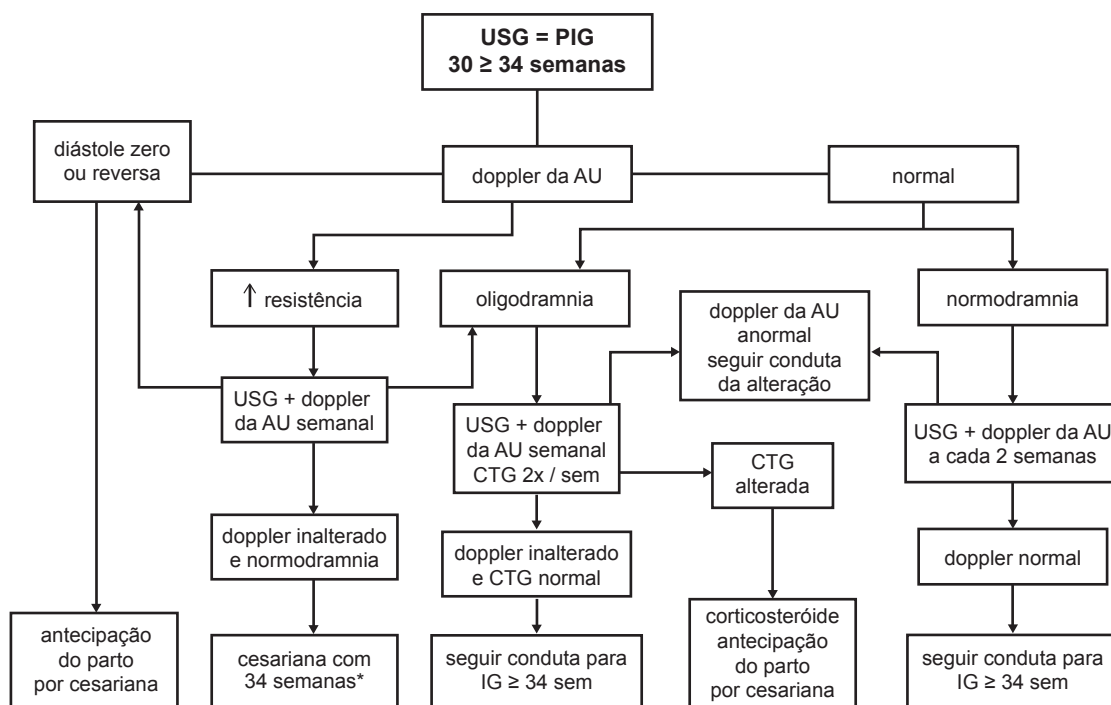 USG = PIG
30 ≥ 34 semanas
diástole zero
ou reversa
doppler da AU
normal
↑ resistência
oligodramnia
normodramnia
doppler da AU
anormal
seguir conduta
da alteração
USG + doppler
da AU semanal
USG + doppler
da AU semanal
CTG 2x / sem
CTG
alterada
USG + doppler da AU
a cada 2 semanas
doppler inalterado
e normodramnia
doppler inalterado
e CTG normal
doppler normal
antecipação
do parto
por cesariana
cesariana com
34 semanas*
seguir conduta para
IG ≥ 34 sem
corticosteróide
antecipação
do parto
por cesariana
seguir conduta para
IG ≥ 34 sem